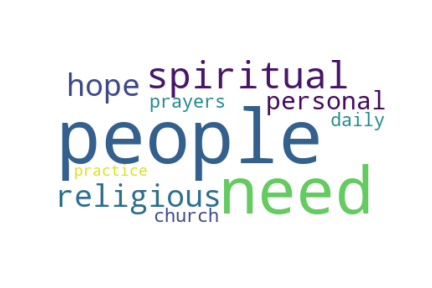 spiritual
hope
prayers personal
daily
people
practice
need
religious
church